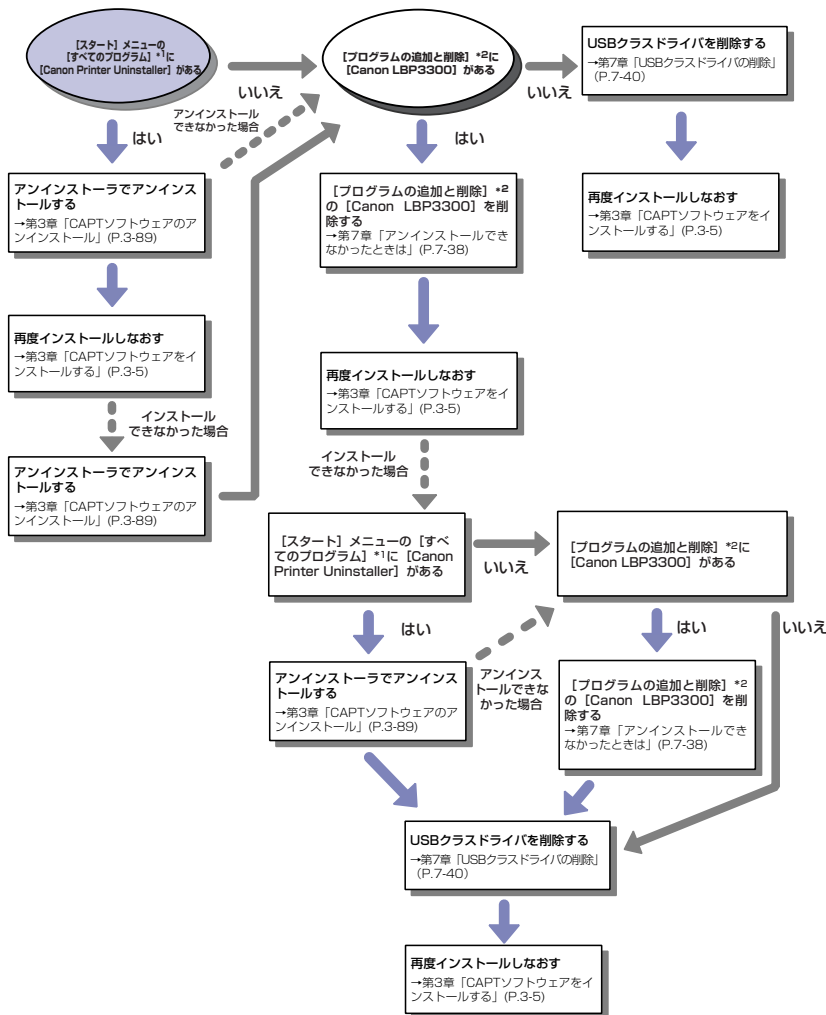 [スタート]メニューの
[すべてのプログラム]*1に
[Canon Printer Uninstaller]がある
いいえ
[プログラムの追加と削除]*2に
[Canon LBP3300]がある
いいえ
USBクラスドライバを削除する
→第7章「USBクラスドライバの削除」
(P.7-40)
はい
アンインストール
できなかった場合
はい
アンインストーラでアンインス
トールする
→第3章「CAPTソフトウェアのア
ンインストール」(P.3-89)
[プログラムの追加と削除]*2
の[Canon LBP3300]を削
除する
→第7章「アンインストールでき
なかったときは」(P.7-38)
再度インストールしなおす
→第3章「CAPTソフトウェアをイ
ンストールする」(P.3-5)
再度インストールしなおす
→第3章「CAPTソフトウェアをイ
ンストールする」(P.3-5)
インストール
できなかった場合
アンインストーラでアンインス
トールする
→第3章「CAPTソフトウェアのア
ンインストール」(P.3-89)
再度インストールしなおす
→第3章「CAPTソフトウェアをイ
ンストールする」(P.3-5)
インストール
できなかった場合
[スタート]メニューの[すべ
てのプログラム]*1に[Canon
Printer Uninstaller]がある
いいえ
[プログラムの追加と削除]*2に
[Canon LBP3300]がある
はい
はい
いいえ
アンインストーラでアンインス
トールする
→第3章「CAPTソフトウェアのア
ンインストール」(P.3-89)
アンインス
トールできな
かった場合
[プログラムの追加と削除]*2
の[Canon LBP3300]を削
除する
→第7章「アンインストールでき
なかったときは」(P.7-38)
USBクラスドライバを削除する
→第7章「USBクラスドライバの削除」
(P.7-40)
再度インストールしなおす
→第3章「CAPTソフトウェアをイ
ンストールする」(P.3-5)